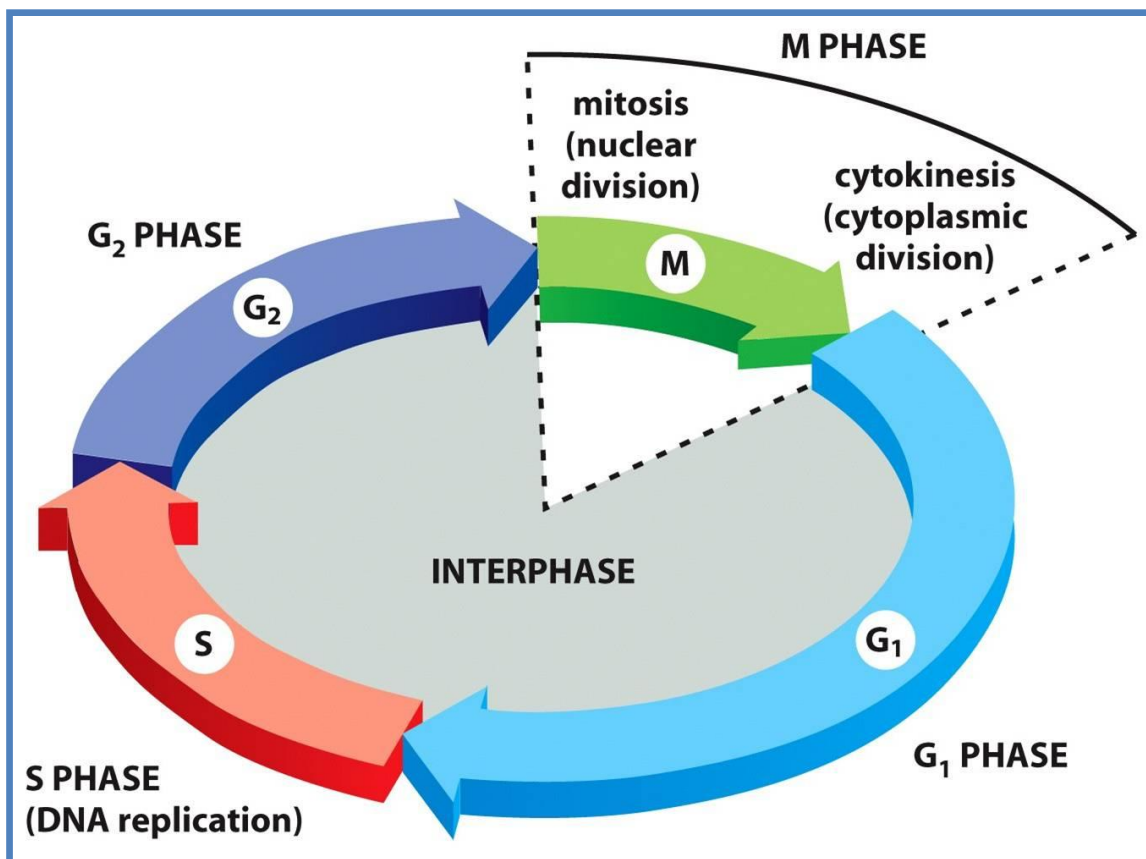 M PHASE
mitosis
(nuclear
division)
cytokinesis
(cytoplasmic
division)
G₂ PHASE
M
G₂
INTERPHASE
S
G₁
G₁ PHASE
S PHASE
(DNA replication)